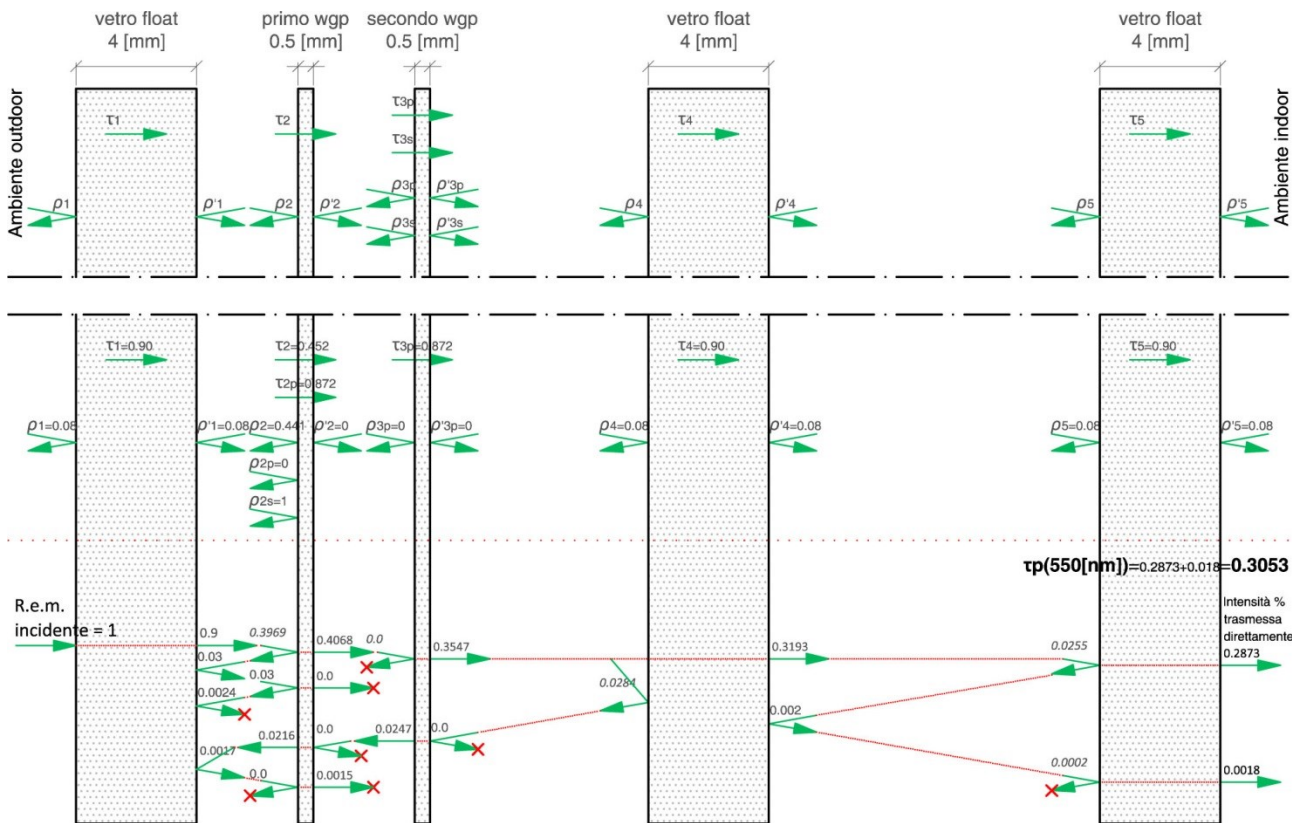 vetro float
4 [mm]
primo wgp
0.5 [mm]
secondo wgp
0.5 [mm]
vetro float
4 [mm]
vetro float
4 [mm]
Ambiente outdoor
Ambiente indoor
τ1
τ2
τ3p
τ3s
τ4
τ5
ρ1
ρ'1
ρ2
ρ'2
ρ3p
ρ'3p
ρ3s
ρ'3s
ρ4
ρ'4
ρ5
ρ'5
τ1=0.90
τ2=0.452
τ2p=0.872
τ3p=0.872
τ4=0.90
τ5=0.90
ρ1=0.08
ρ'1=0.08
ρ2=0.441
ρ'2=0
ρ3p=0
ρ'3p=0
ρ4=0.08
ρ'4=0.08
ρ5=0.08
ρ'5=0.08
ρ2p=0
ρ2s=1
τp(550[nm])=0.2873+0.018=0.3053
R.e.m.
incidente = 1
Intensità %
trasmessa
direttamente
0.2873
0.9
0.3969
0.4068
0.0
0.3547
0.3193
0.0255
0.03
0.03
0.0
0.0284
0.0024
0.002
0.0216
0.0
0.0247
0.0
0.0017
0.0
0.0015
0.0002
0.0018